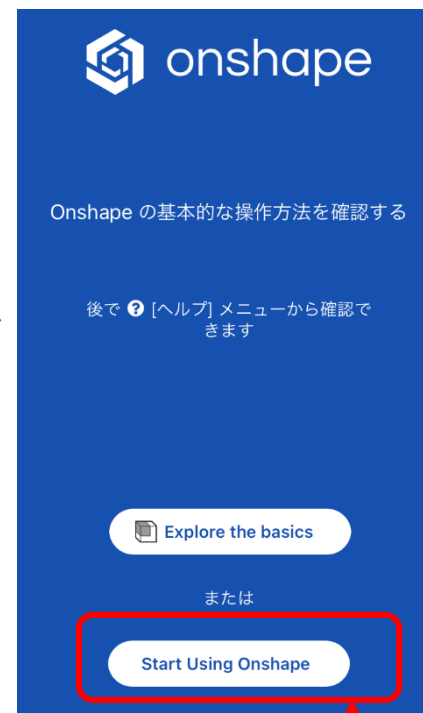 onshape
Onshape の基本的な操作方法を確認する
後で ? [ヘルプ] メニューから確認で
きます
Explore the basics
または
Start Using Onshape